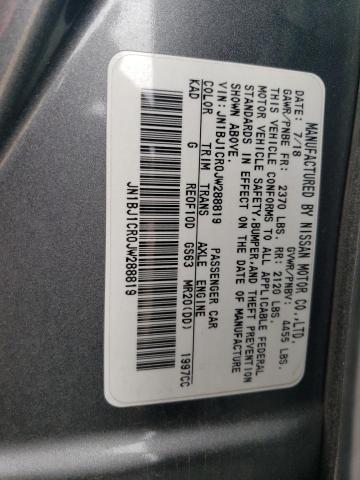 MANUFACTURED BY NISSAN MOTOR CO.,LTD.
7/18 GVWR/PNBV: 4455 LBS.
GAWR/PNBE FR: 2370 LBS. RR: 2120 LBS.
THIS VEHICLE CONFORMS TO ALL APPLICABLE FEDERAL
MOTOR VEHICLE SAFETY,BUMPER,AND THEFT PREVENTION
STANDARDS IN EFFECT ON THE DATE OF MANUFACTURE
SHOWN ABOVE.
VIN:JN1BJ1CR0JW288819 PASSENGER CAR
COLOR TRIM TRANS AXLE ENGINE
KAD G RE0F10D GS63 MR20(DD) 1997CC
JN1BJ1CR0JW288819